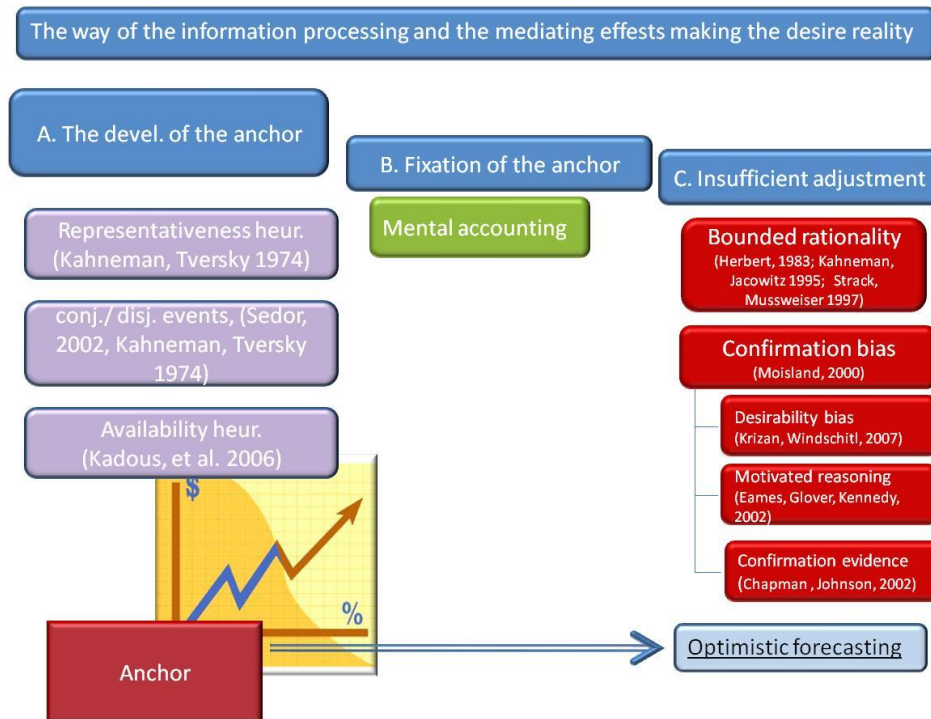 The way of the information processing and the mediating effects making the desire reality
A. The devel. of the anchor
B. Fixation of the anchor
C. Insufficient adjustment
Representativeness heur.
(Kahneman, Tversky 1974)
conj./ disj. events, (Sedor,
2002, Kahneman, Tversky
1974)
Availability heur.
(Kadous, et al. 2006)
Mental accounting
Bounded rationality
(Herbert, 1983; Kahneman,
Jacowitz 1995; Strack,
Mussweiser 1997)
Confirmation bias
(Moisland, 2000)
Desirability bias
(Krizan, Windschitl, 2007)
Motivated reasoning
(Eames, Glover, Kennedy,
2002)
Confirmation evidence
(Chapman , Johnson, 2002)
$
%
Anchor
Optimistic forecasting